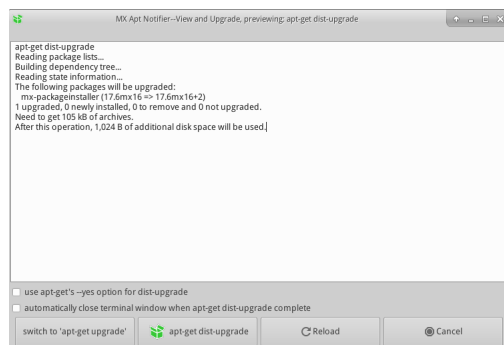 MX Apt Notifier--View and Upgrade, previewing: apt-get dist-upgrade
apt-get dist-upgrade
Reading package lists...
Building dependency tree...
Reading state information...
The following packages will be upgraded:
mx-packageinstaller (17.6mx16 => 17.6mx16+2)
1 upgraded, 0 newly installed, 0 to remove and 0 not upgraded.
Need to get 105 kB of archives.
After this operation, 1,024 B of additional disk space will be used.
use apt-get's --yes option for dist-upgrade
automatically close terminal window when apt-get dist-upgrade complete
switch to 'apt-get upgrade' apt-get dist-upgrade Reload Cancel